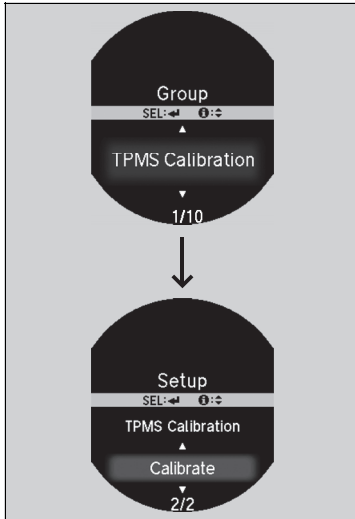 Group
SEL:↵ ℹ:⬍
▲
TPMS Calibration
▼
1/10
Setup
SEL:↵ ℹ:⬍
TPMS Calibration
▲
Calibrate
▼
2/2